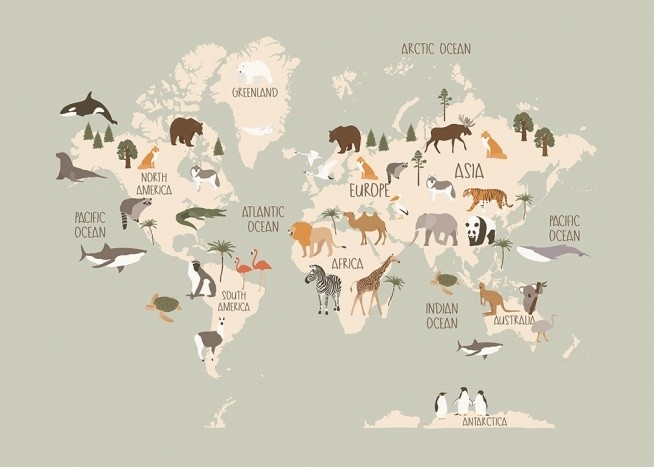 ARCTIC OCEAN
GREENLAND
NORTH
AMERICA
EUROPE
ASIA
PACIFIC
OCEAN
ATLANTIC
OCEAN
PACIFIC
OCEAN
AFRICA
SOUTH
AMERICA
INDIAN
OCEAN
AUSTRALIA
ANTARCTICA